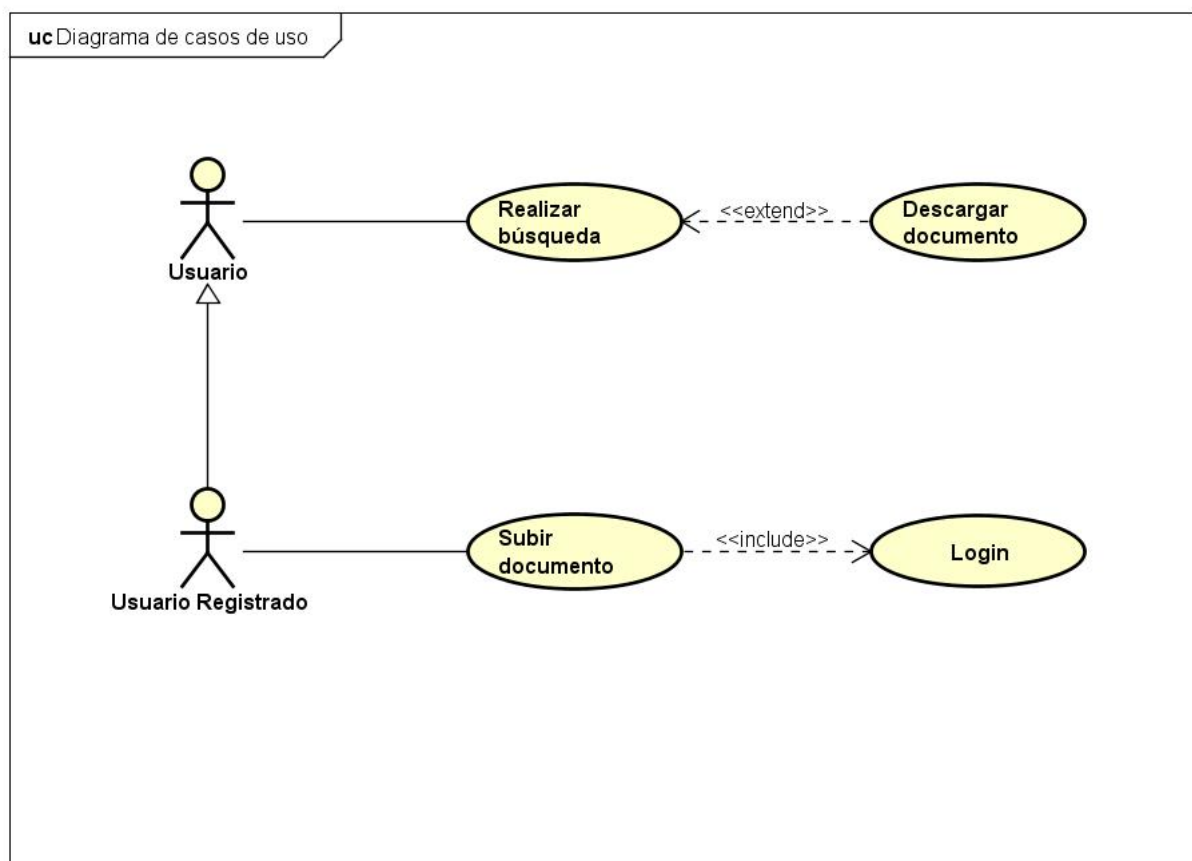 uc Diagrama de casos de uso
Usuario
Realizar
búsqueda
<<extend>>
Descargar
documento
Usuario Registrado
Subir
documento
<<include>>
Login